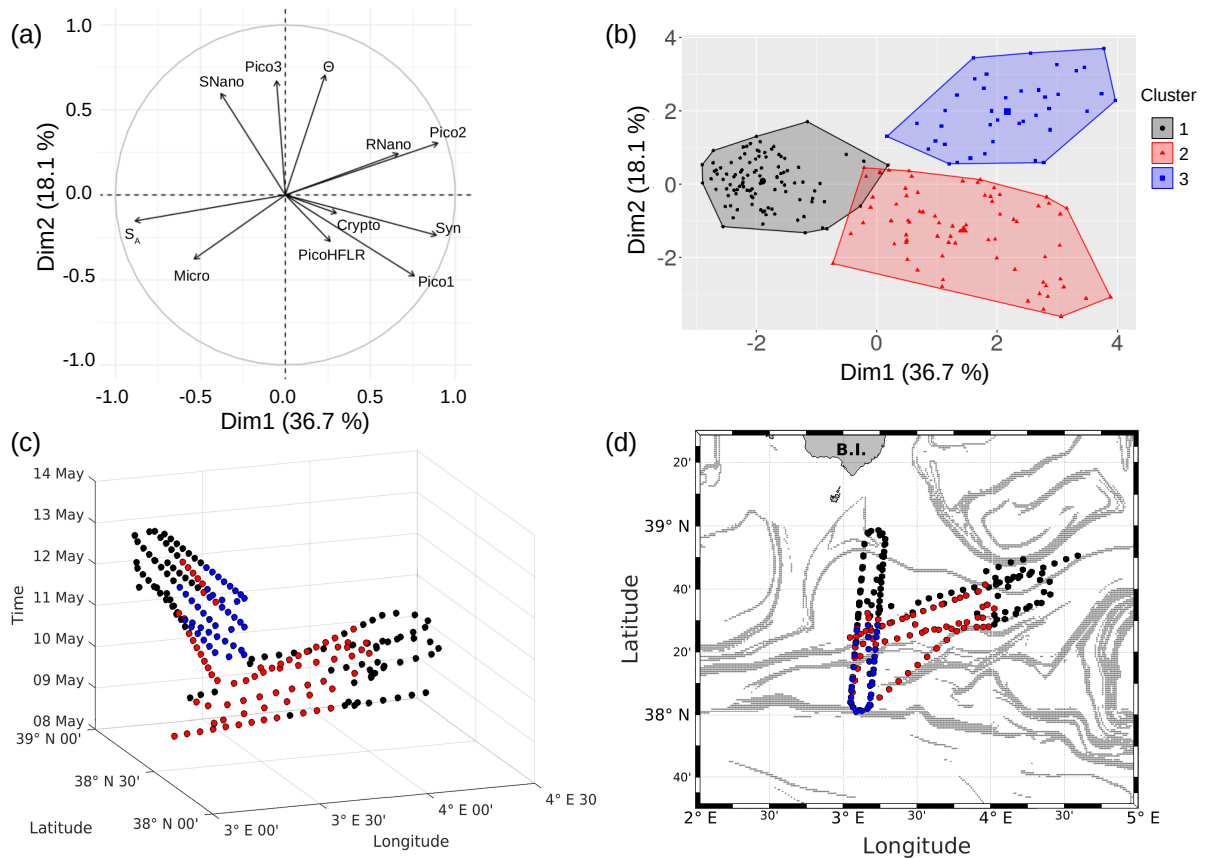 (a)
1.0
0.5
0.0
-0.5
-1.0
Dim2 (18.1 %)
Pico3
Θ
SNano
Pico2
RNano
Crypto
Syn
S_A
PicoHFLR
Micro
Pico1
-1.0 -0.5 0.0 0.5 1.0
Dim1 (36.7 %)
(b)
4
2
0
-2
Dim2 (18.1 %)
-2 0 2 4
Dim1 (36.7 %)
Cluster
1
2
3
(c)
14 May
13 May
12 May
11 May
10 May
09 May
08 May
Time
39° N 00'
38° N 30'
38° N 00'
Latitude
3° E 00'
3° E 30'
4° E 00'
4° E 30
Longitude
(d)
B.I.
20'
39° N
40'
20'
38° N
40'
Latitude
2° E 30' 3° E 30' 4° E 30' 5° E
Longitude